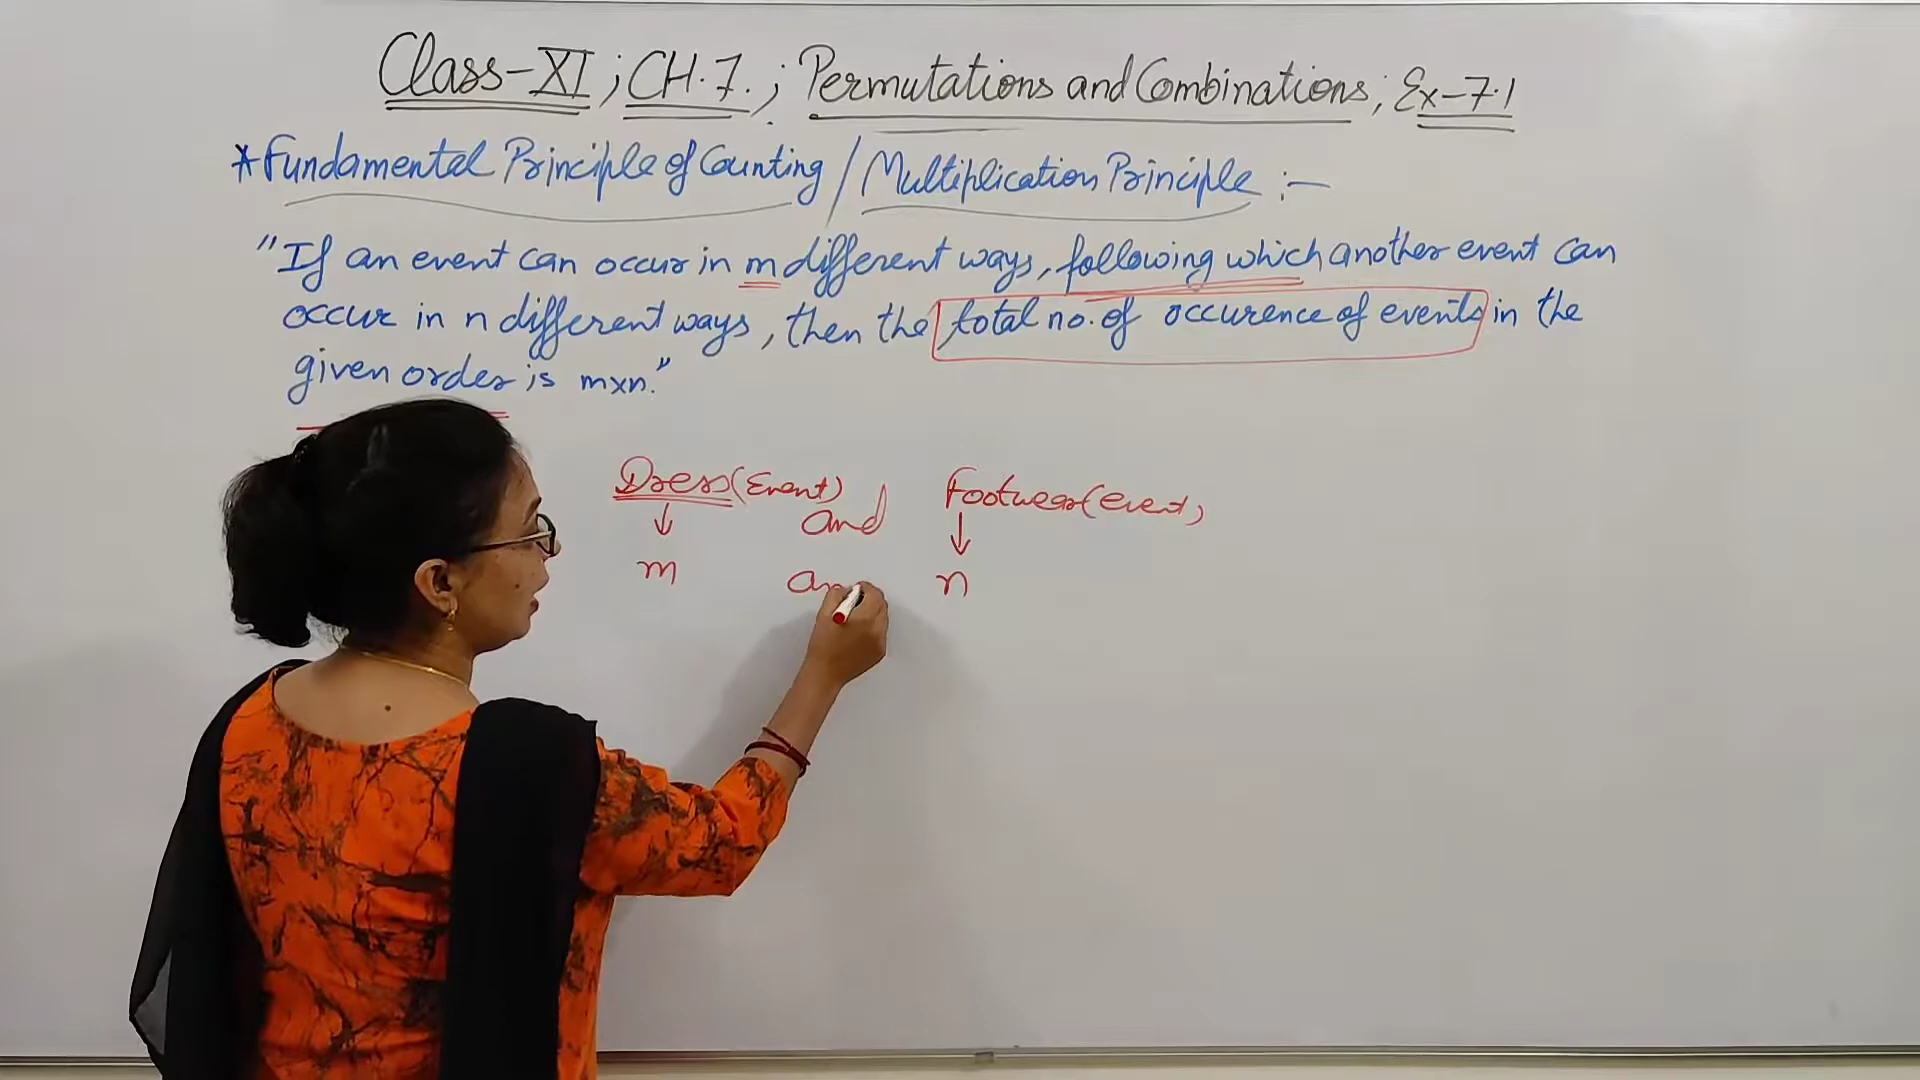 Class-XI ; CH.7. ; Permutations and Combinations ; Ex-7.1
*Fundamental Principle of Counting / Multiplication Principle :-
"If an event can occur in m different ways, following which another event can
occur in n different ways, then the total no. of occurence of events in the
given order is m×n."
Dress (Event) and Footwear (event)
↓ ↓
m an n